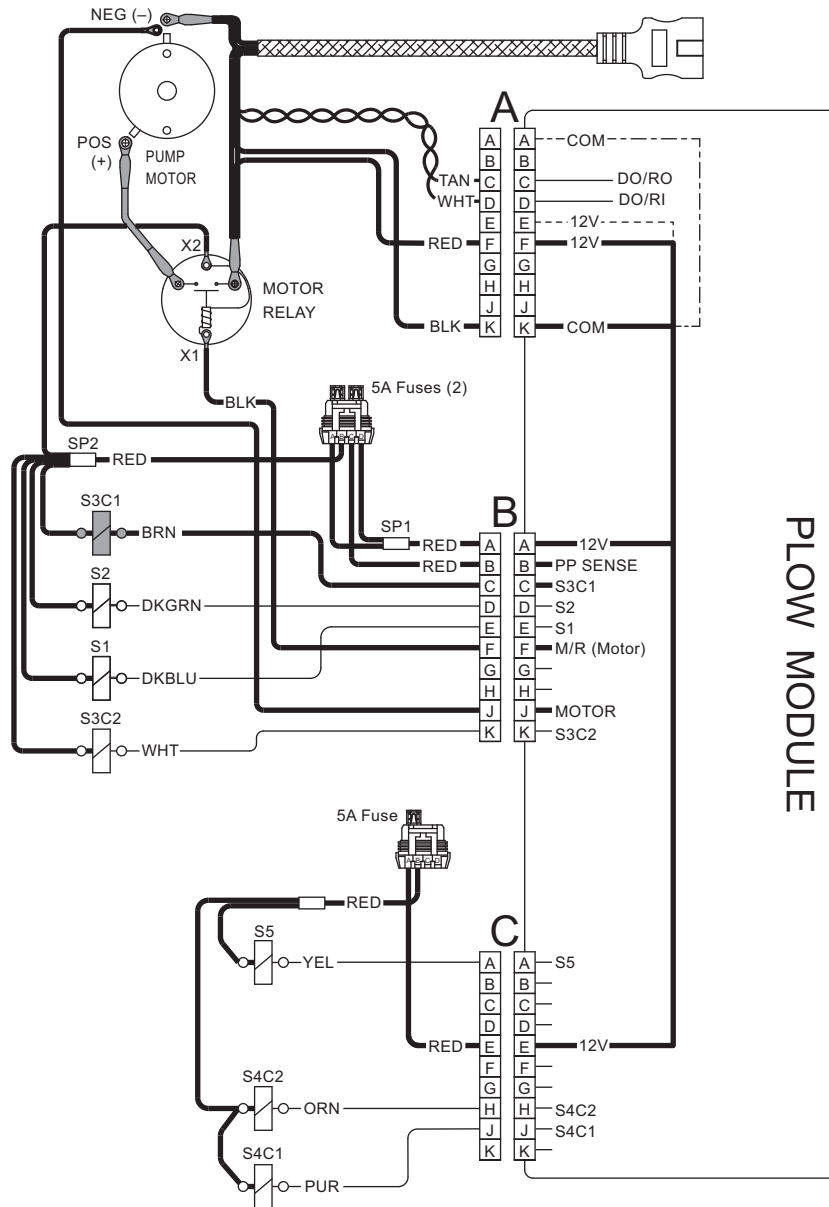 NEG (–)
POS
(+)
PUMP
MOTOR
X2
MOTOR
RELAY
X1
BLK
A
TAN
WHT
RED
BLK
A
B
C
D
E
F
G
H
J
K
A
B
C
D
E
F
G
H
J
K
COM
DO/RO
DO/RI
12V
12V
COM
5A Fuses (2)
A B C D
SP2
RED
S3C1
BRN
SP1
S2
DKGRN
S1
DKBLU
S3C2
WHT
B
RED
RED
A
B
C
D
E
F
G
H
J
K
A
B
C
D
E
F
G
H
J
K
12V
PP SENSE
S3C1
S2
S1
M/R (Motor)
MOTOR
S3C2
PLOW MODULE
5A Fuse
A B C D
RED
S5
YEL
RED
S4C2
ORN
S4C1
PUR
C
A
B
C
D
E
F
G
H
J
K
A
B
C
D
E
F
G
H
J
K
S5
12V
S4C2
S4C1